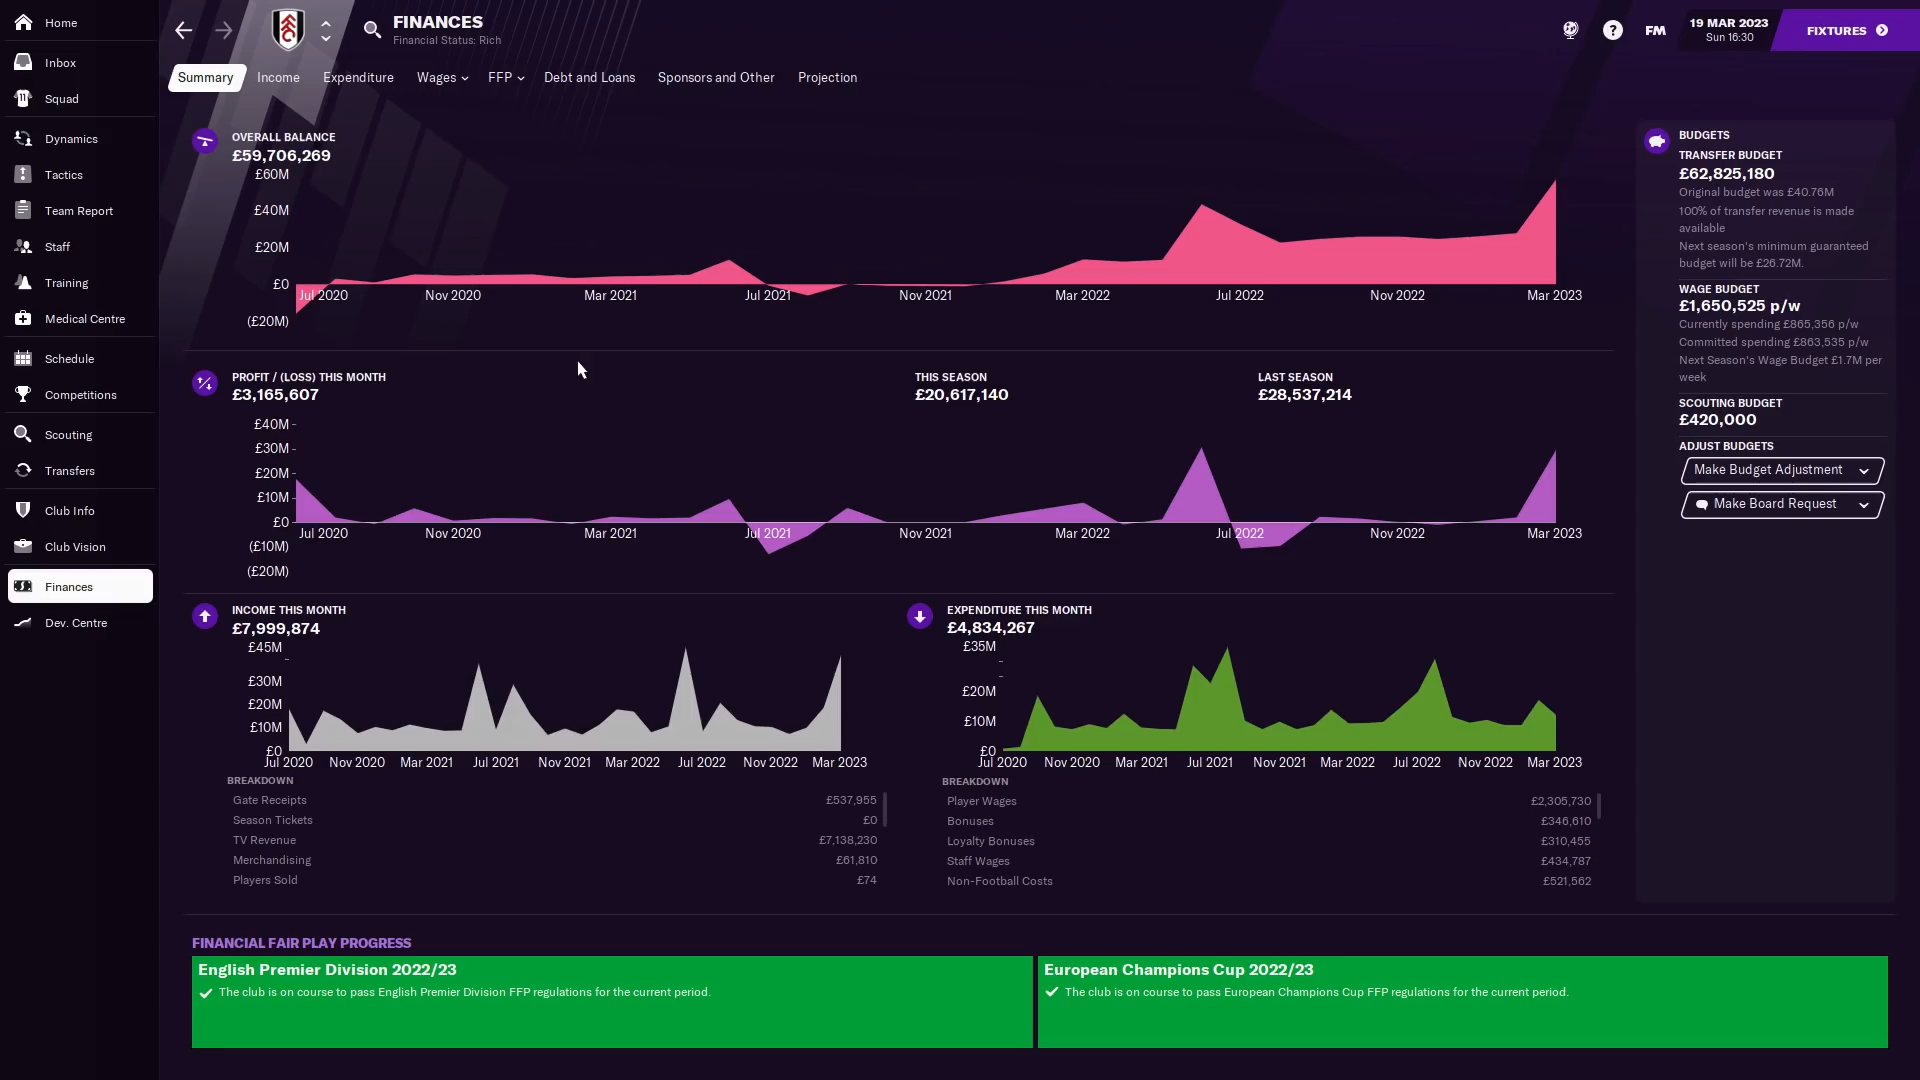 Home
Inbox
Squad
Dynamics
Tactics
Team Report
Staff
Training
Medical Centre
Schedule
Competitions
Scouting
Transfers
Club Info
Club Vision
Finances
Dev. Centre
FINANCES
Financial Status: Rich
FM
19 MAR 2023
Sun 16:30
FIXTURES
Summary Income Expenditure Wages FFP Debt and Loans Sponsors and Other Projection
OVERALL BALANCE
£59,706,269
£60M
£40M
£20M
£0
(£20M)
Jul 2020 Nov 2020 Mar 2021 Jul 2021 Nov 2021 Mar 2022 Jul 2022 Nov 2022 Mar 2023
PROFIT / (LOSS) THIS MONTH
£3,165,607
THIS SEASON
£20,617,140
LAST SEASON
£28,537,214
£40M
£30M
£20M
£10M
£0
(£10M)
(£20M)
Jul 2020 Nov 2020 Mar 2021 Jul 2021 Nov 2021 Mar 2022 Jul 2022 Nov 2022 Mar 2023
INCOME THIS MONTH
£7,999,874
£45M
£30M
£20M
£10M
£0
Jul 2020 Nov 2020 Mar 2021 Jul 2021 Nov 2021 Mar 2022 Jul 2022 Nov 2022 Mar 2023
BREAKDOWN
Gate Receipts £537,955
Season Tickets £0
TV Revenue £7,138,230
Merchandising £61,810
Players Sold £74
EXPENDITURE THIS MONTH
£4,834,267
£35M
£20M
£10M
£0
Jul 2020 Nov 2020 Mar 2021 Jul 2021 Nov 2021 Mar 2022 Jul 2022 Nov 2022 Mar 2023
BREAKDOWN
Player Wages £2,305,730
Bonuses £346,610
Loyalty Bonuses £310,455
Staff Wages £434,787
Non-Football Costs £521,562
BUDGETS
TRANSFER BUDGET
£62,825,180
Original budget was £40.76M
100% of transfer revenue is made
available
Next season's minimum guaranteed
budget will be £26.72M.
WAGE BUDGET
£1,650,525 p/w
Currently spending £865,356 p/w
Committed spending £863,535 p/w
Next Season's Wage Budget £1.7M per
week
SCOUTING BUDGET
£420,000
ADJUST BUDGETS
Make Budget Adjustment
Make Board Request
FINANCIAL FAIR PLAY PROGRESS
English Premier Division 2022/23
The club is on course to pass English Premier Division FFP regulations for the current period.
European Champions Cup 2022/23
The club is on course to pass European Champions Cup FFP regulations for the current period.